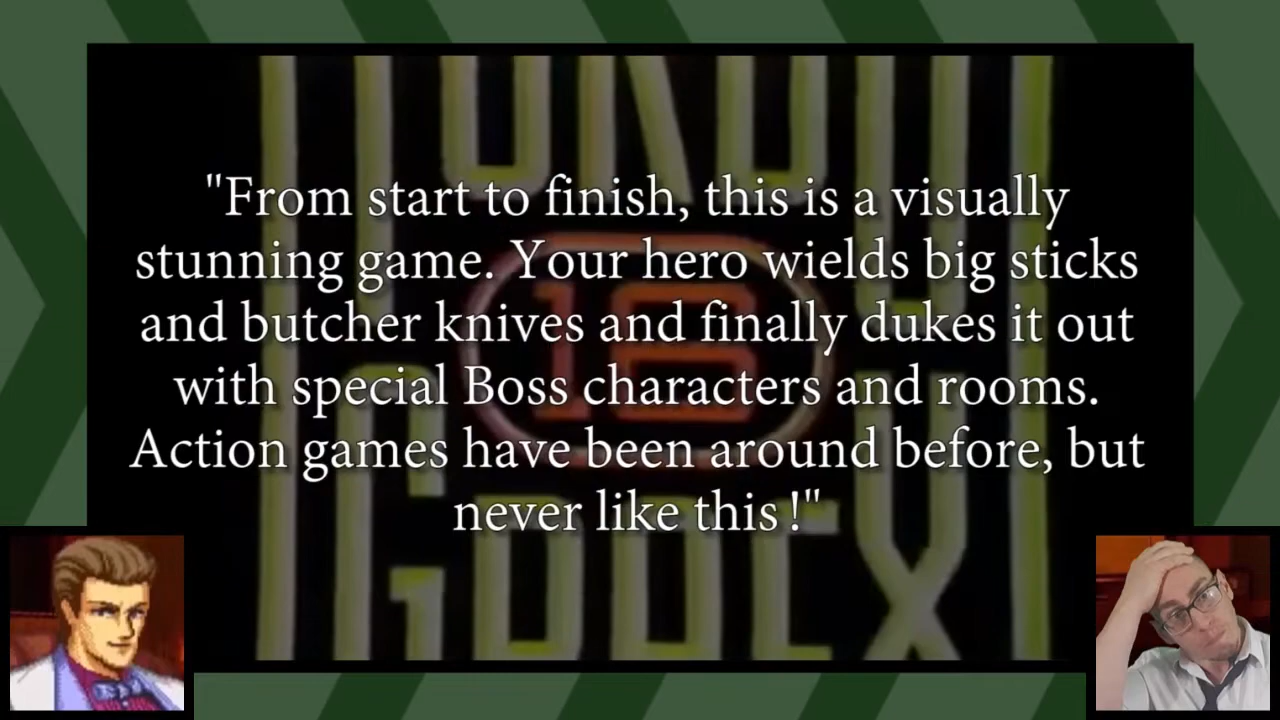 "From start to finish, this is a visually
stunning game. Your hero wields big sticks
and butcher knives and finally dukes it out
with special Boss characters and rooms.
Action games have been around before, but
never like this !"
16